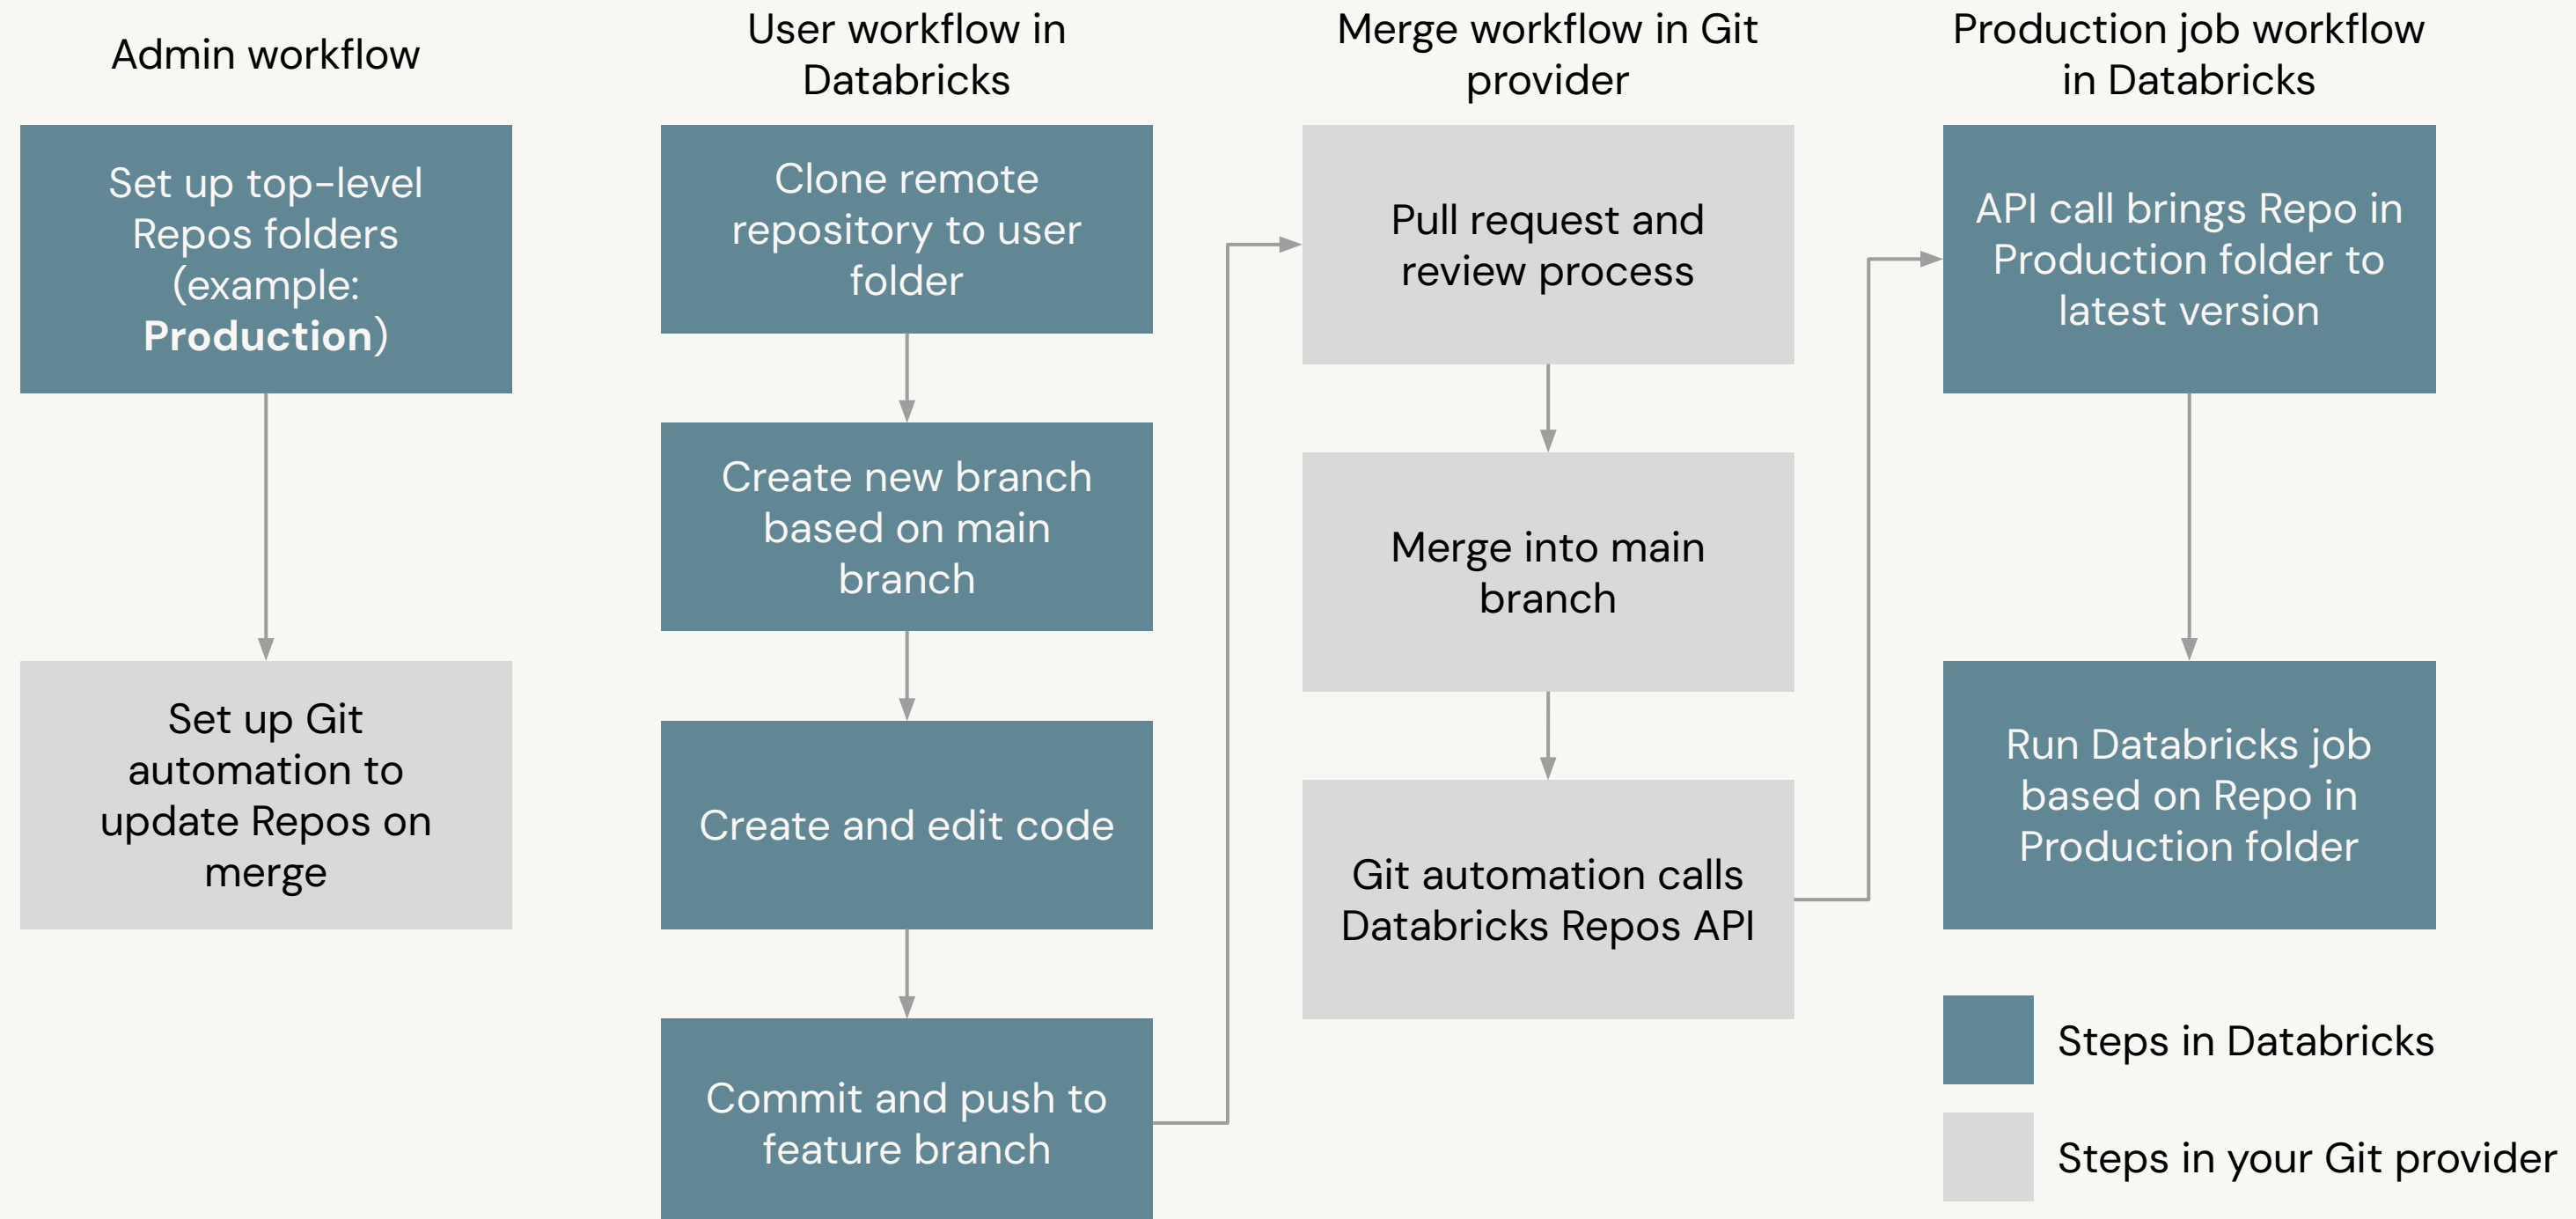 Admin workflow
Set up top-level
Repos folders
(example:
Production)
Set up Git
automation to
update Repos on
merge
User workflow in
Databricks
Clone remote
repository to user
folder
Create new branch
based on main
branch
Create and edit code
Commit and push to
feature branch
Merge workflow in Git
provider
Pull request and
review process
Merge into main
branch
Git automation calls
Databricks Repos API
Production job workflow
in Databricks
API call brings Repo in
Production folder to
latest version
Run Databricks job
based on Repo in
Production folder
Steps in Databricks
Steps in your Git provider